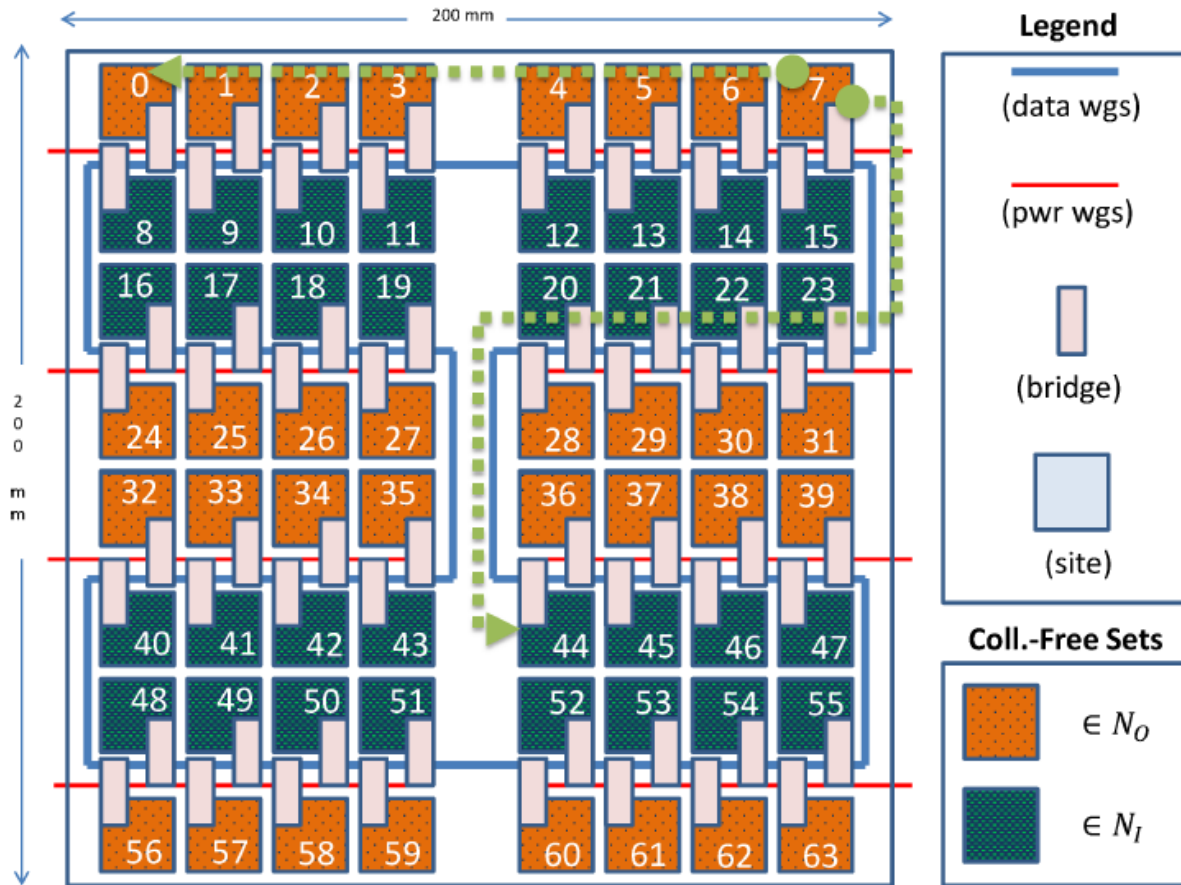 200 mm
Legend
0 1 2 3 4 5 6 7
(data wgs)
(pwr wgs)
8 9 10 11 12 13 14 15
16 17 18 19 20 21 22 23
(bridge)
200 mm
24 25 26 27 28 29 30 31
32 33 34 35 36 37 38 39
(site)
40 41 42 43 44 45 46 47
Coll.-Free Sets
48 49 50 51 52 53 54 55
∈ N_O
56 57 58 59 60 61 62 63
∈ N_I